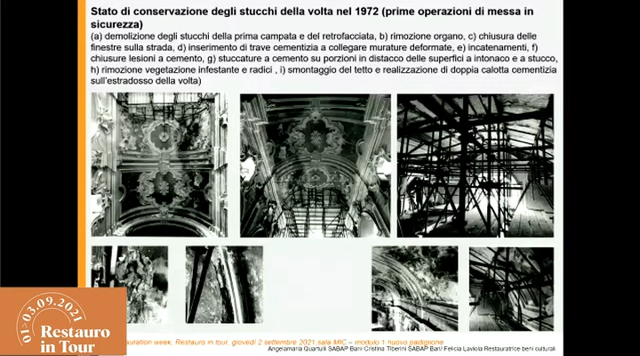 Stato di conservazione degli stucchi della volta nel 1972 (prime operazioni di messa in
sicurezza)
(a) demolizione degli stucchi della prima campata e del retrofacciata, b) rimozione organo, c) chiusura delle
finestre sulla strada, d) inserimento di trave cementizia a collegare murature deformate, e) incatenamenti, f)
chiusure lesioni a cemento, g) stuccature a cemento su porzioni in distacco delle superfici a intonaco e a stucco,
h) rimozione vegetazione infestante e radici , i) smontaggio del tetto e realizzazione di doppia calotta cementizia
sull'estradosso della volta)
01>03.09.2021
Restauro
in Tour
week, Restauro in tour, giovedì 2 settembre 2021 sala MIC – modulo 1 nuovo padiglione
Angelamaria Quartulli SABAP Bari Cristina Tiberini SABAP Bari Felicia Laviola Restauratrice beni culturali